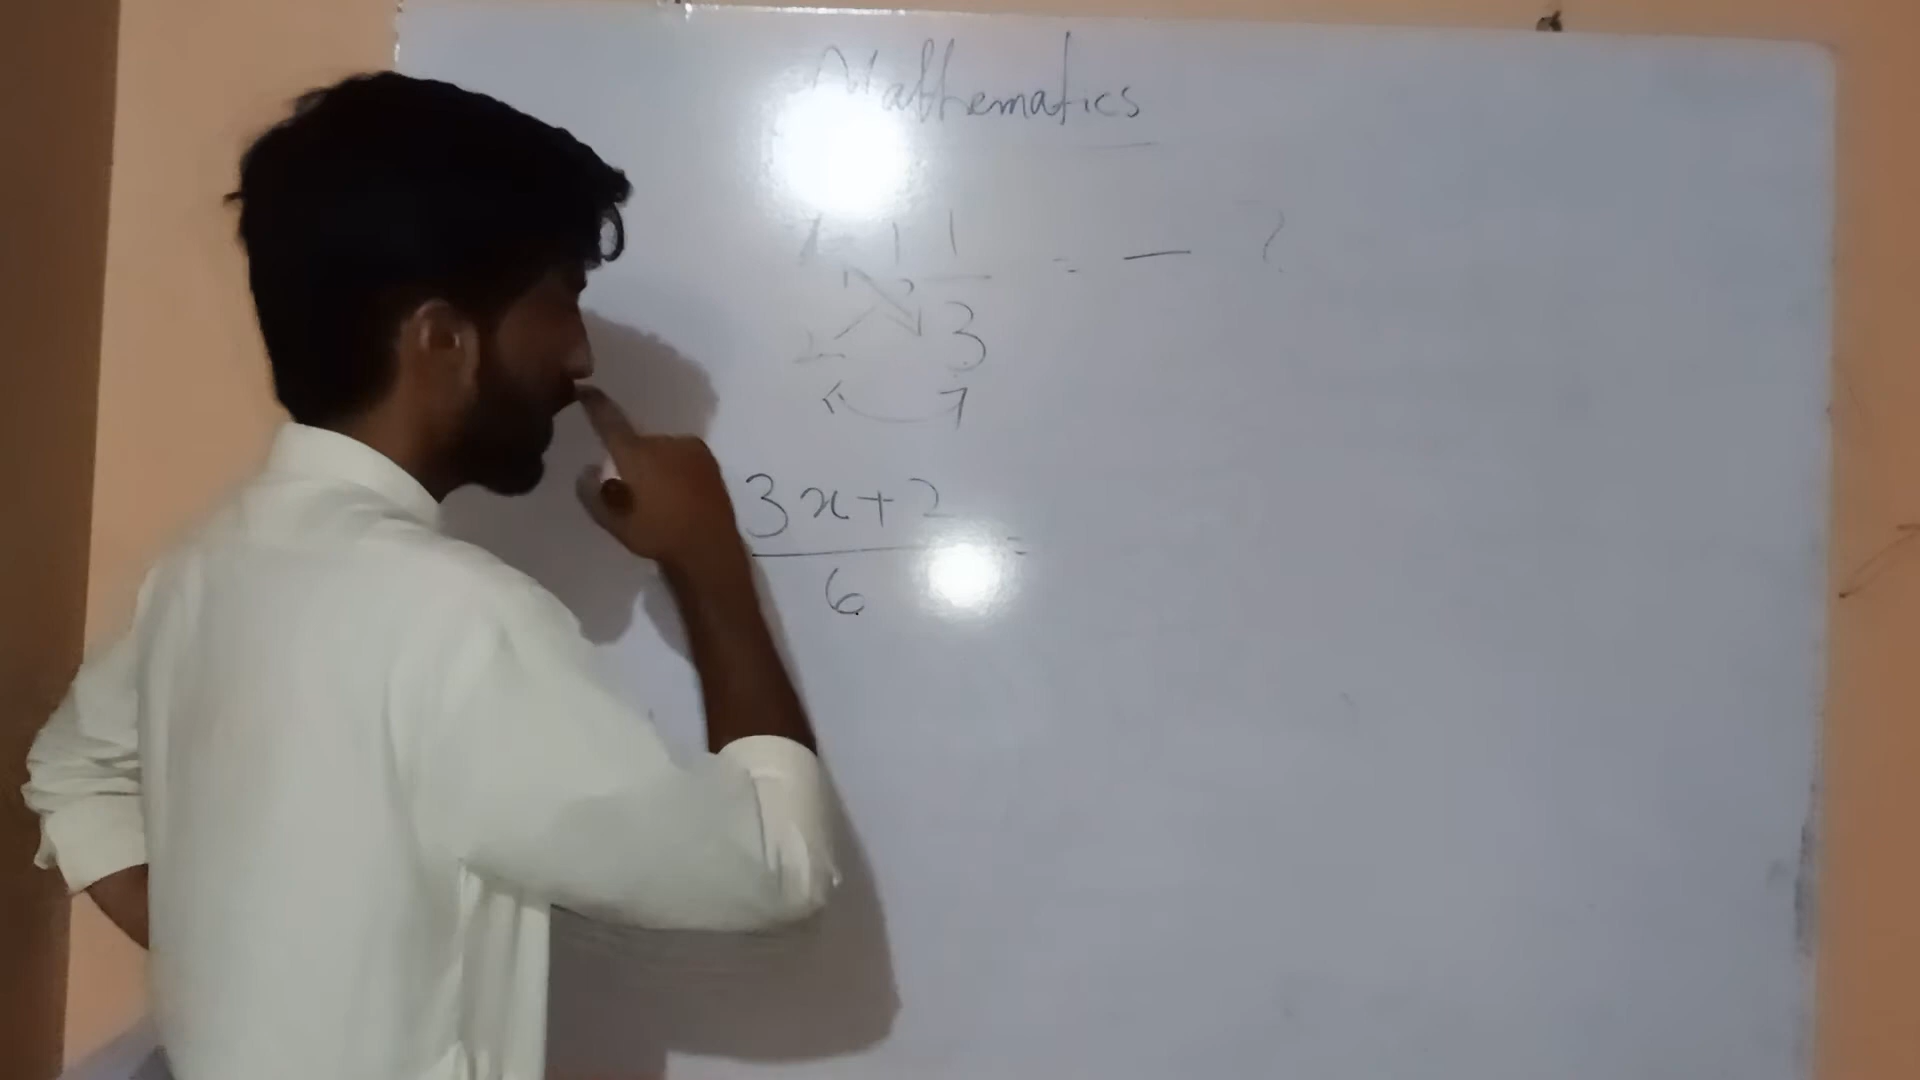 Mathematics
1 1 = — ?
2 3
3x+2 =
6